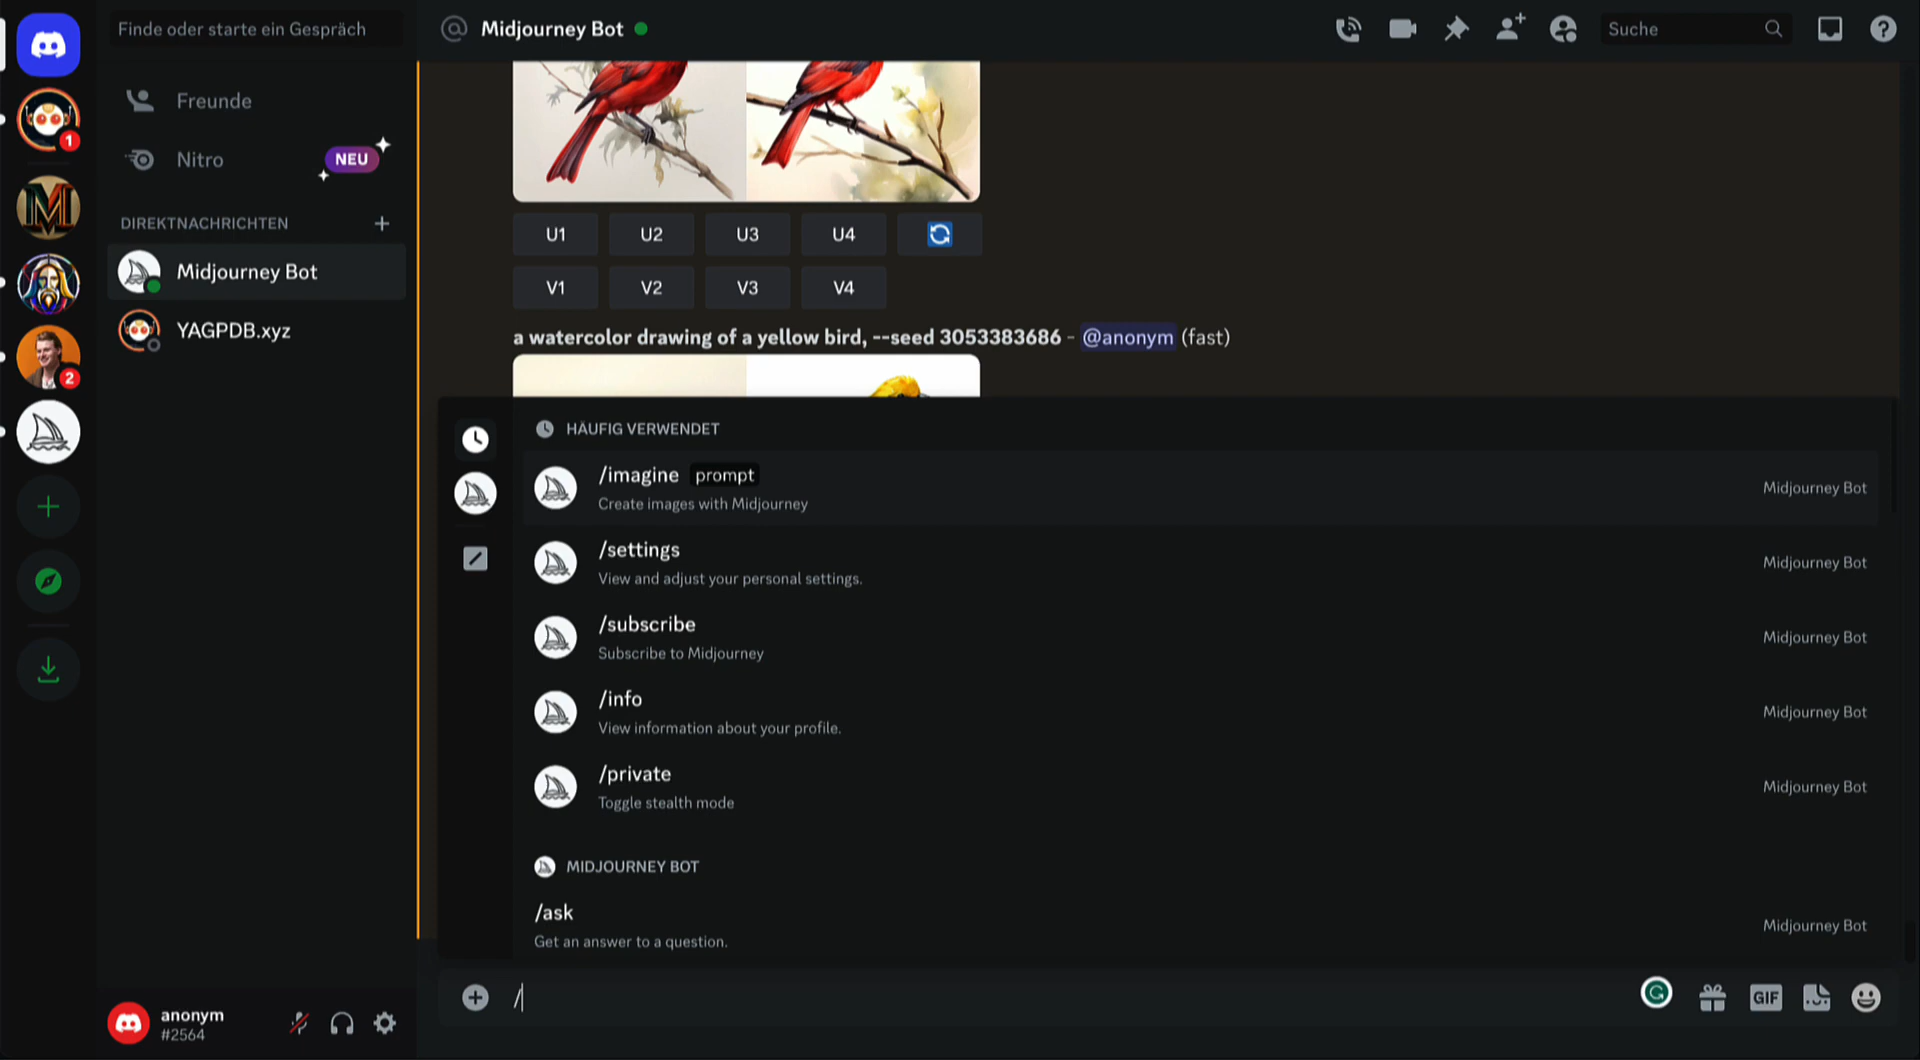 Finde oder starte ein Gespräch
Midjourney Bot
Suche
1
Freunde
Nitro
NEU
DIREKTNACHRICHTEN
Midjourney Bot
YAGPDB.xyz
2
U1 U2 U3 U4
V1 V2 V3 V4
a watercolor drawing of a yellow bird, --seed 3053383686 - @anonym (fast)
HÄUFIG VERWENDET
/imagine prompt
Create images with Midjourney
Midjourney Bot
/settings
View and adjust your personal settings.
Midjourney Bot
/subscribe
Subscribe to Midjourney
Midjourney Bot
/info
View information about your profile.
Midjourney Bot
/private
Toggle stealth mode
Midjourney Bot
MIDJOURNEY BOT
/ask
Get an answer to a question.
Midjourney Bot
/
GIF
anonym
#2564